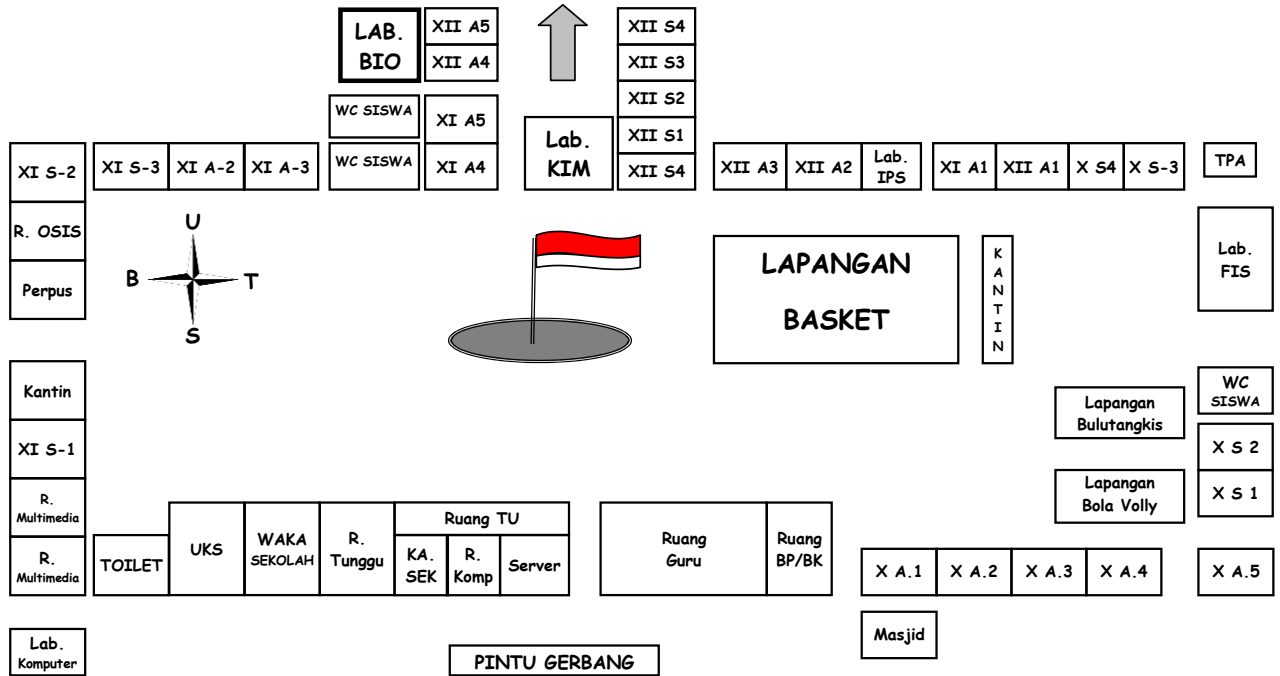 LAB.
BIO
XII A5
XII A4
XII S4
XII S3
XII S2
XII S1
XII S4
WC SISWA
XI A5
WC SISWA
XI A4
Lab.
KIM
XI S-2
XI S-3
XI A-2
XI A-3
XII A3
XII A2
Lab.
IPS
XI A1
XII A1
X S4
X S-3
TPA
R. OSIS
Perpus
U
B
T
S
LAPANGAN
BASKET
K
A
N
T
I
N
Lab.
FIS
Kantin
XI S-1
R.
Multimedia
R.
Multimedia
Lapangan
Bulutangkis
WC
SISWA
X S 2
Lapangan
Bola Volly
X S 1
TOILET
UKS
WAKA
SEKOLAH
R.
Tunggu
Ruang TU
KA.
SEK
R.
Komp
Server
Ruang
Guru
Ruang
BP/BK
X A.1
X A.2
X A.3
X A.4
X A.5
Masjid
Lab.
Komputer
PINTU GERBANG